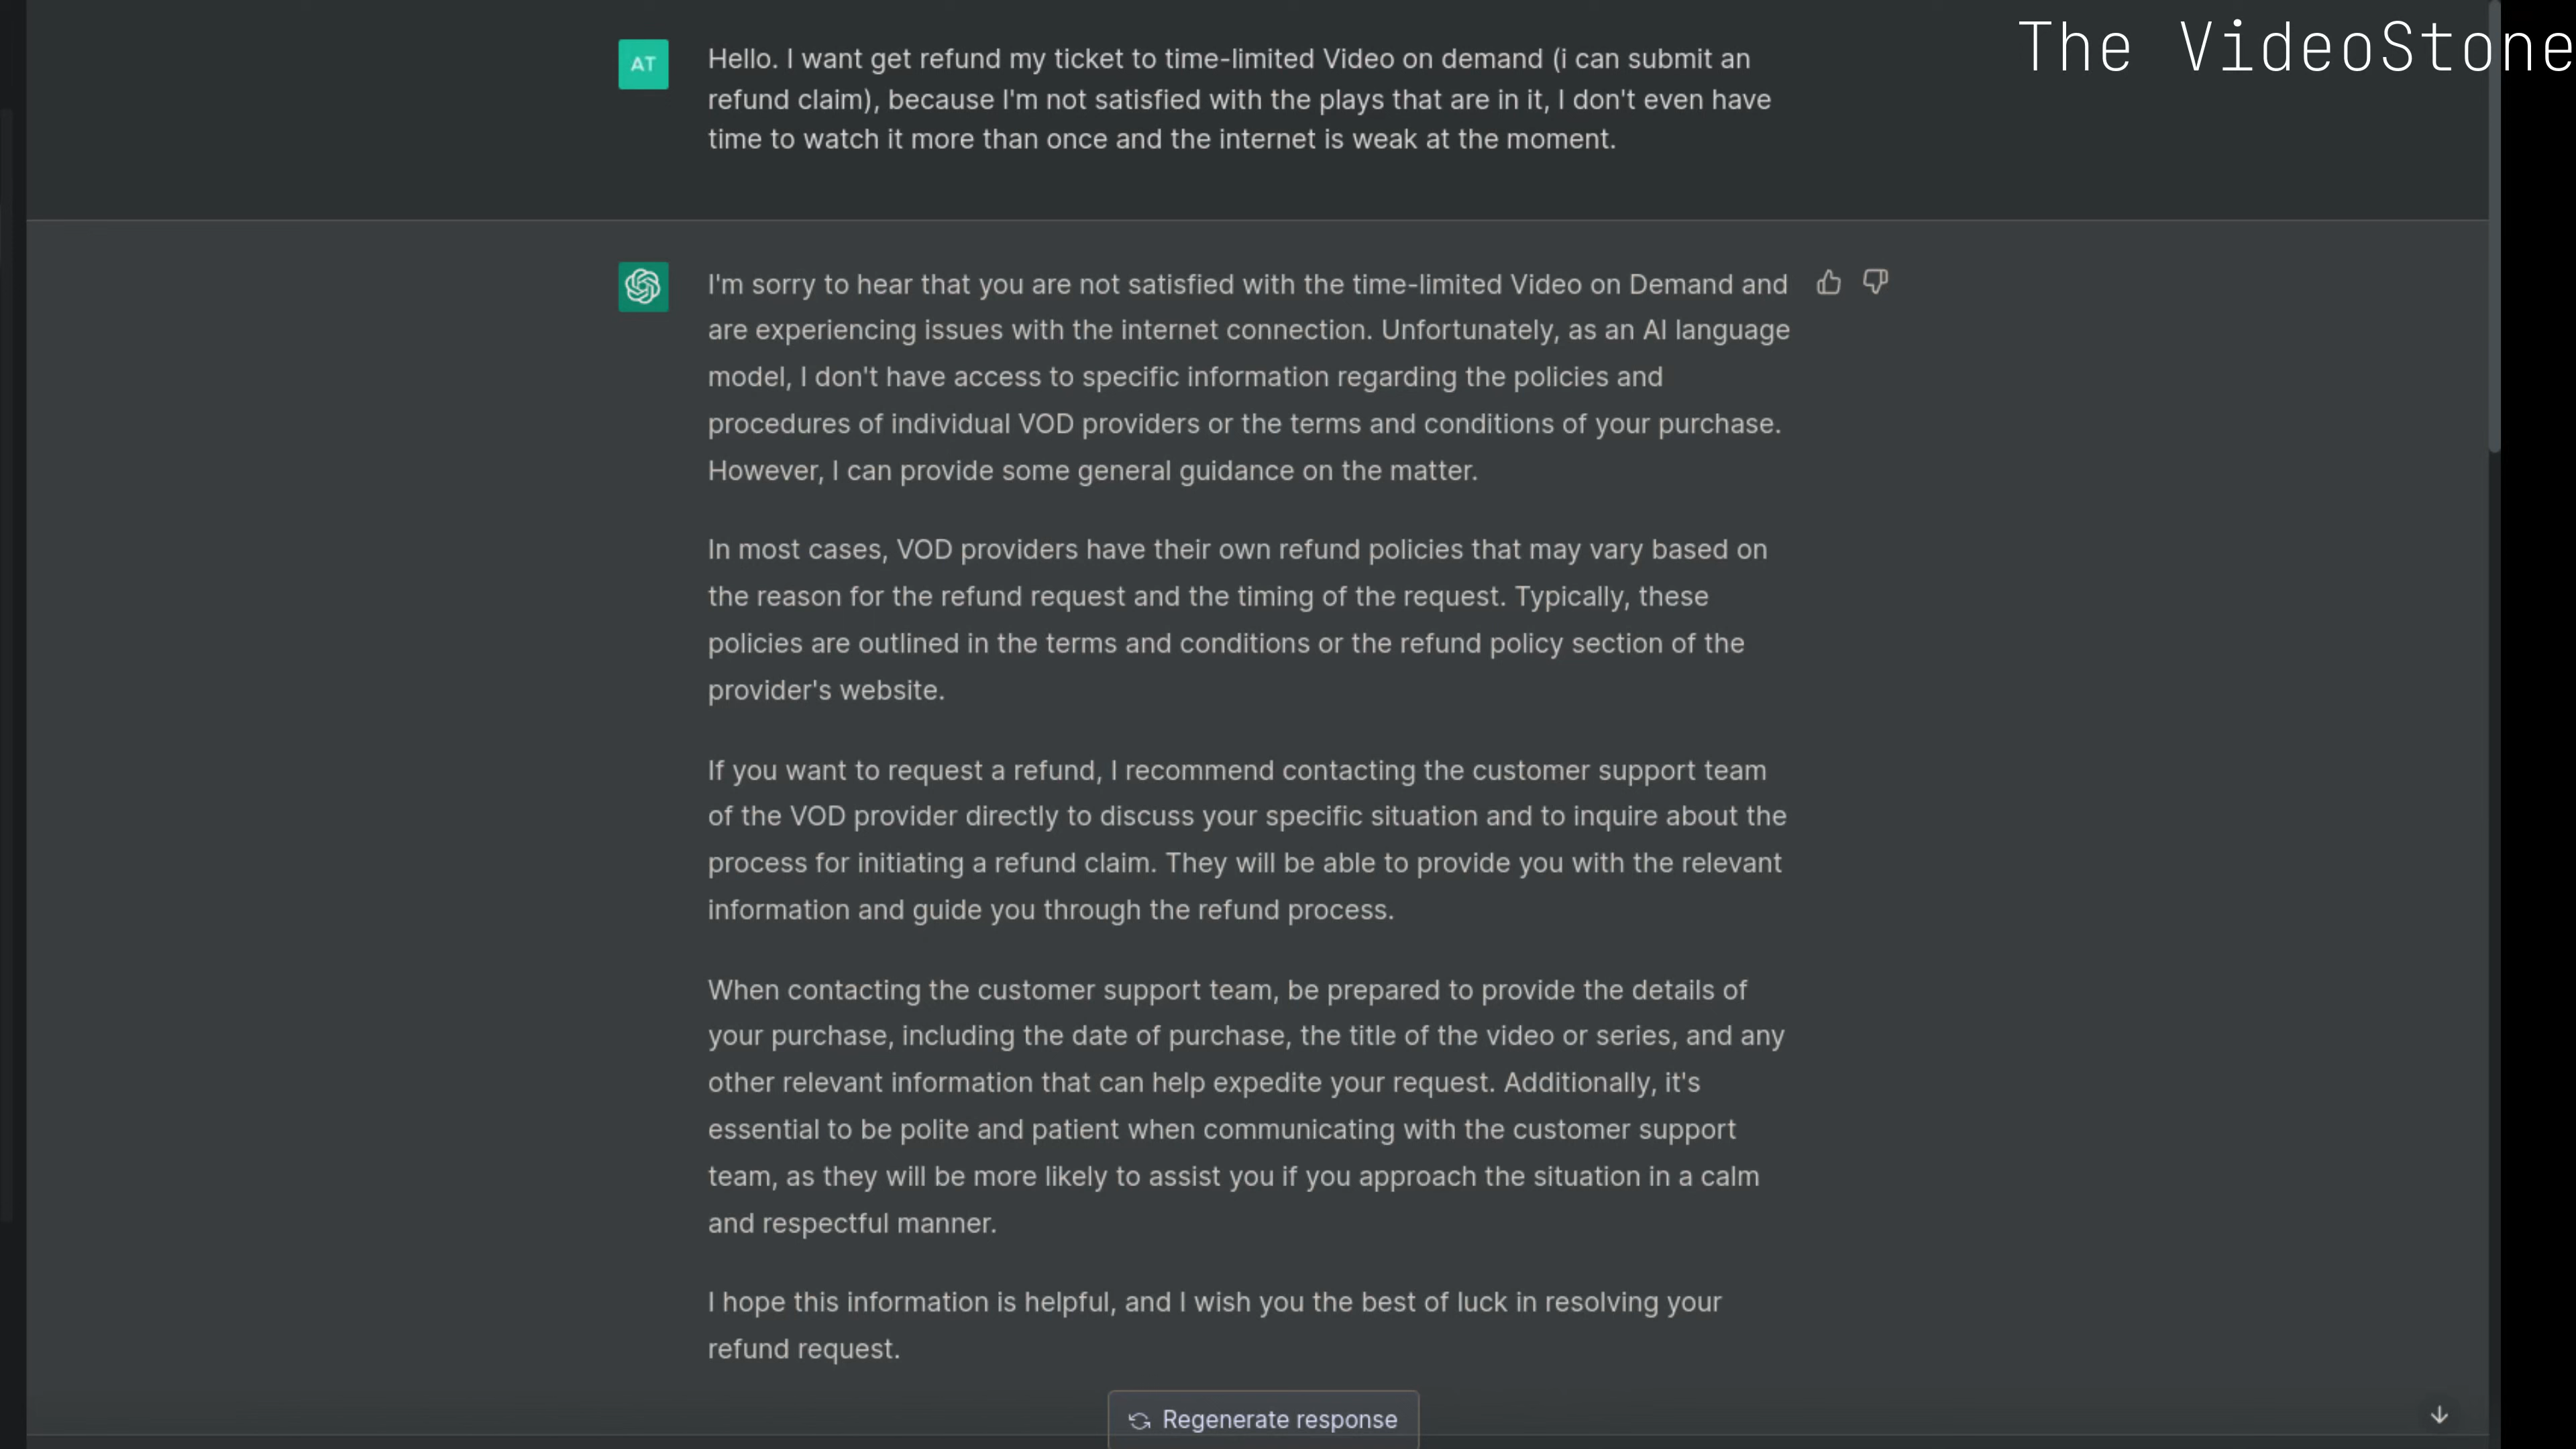 The VideoStone
AT
Hello. I want get refund my ticket to time-limited Video on demand (i can submit an
refund claim), because I'm not satisfied with the plays that are in it, I don't even have
time to watch it more than once and the internet is weak at the moment.
I'm sorry to hear that you are not satisfied with the time-limited Video on Demand and
are experiencing issues with the internet connection. Unfortunately, as an AI language
model, I don't have access to specific information regarding the policies and
procedures of individual VOD providers or the terms and conditions of your purchase.
However, I can provide some general guidance on the matter.
In most cases, VOD providers have their own refund policies that may vary based on
the reason for the refund request and the timing of the request. Typically, these
policies are outlined in the terms and conditions or the refund policy section of the
provider's website.
If you want to request a refund, I recommend contacting the customer support team
of the VOD provider directly to discuss your specific situation and to inquire about the
process for initiating a refund claim. They will be able to provide you with the relevant
information and guide you through the refund process.
When contacting the customer support team, be prepared to provide the details of
your purchase, including the date of purchase, the title of the video or series, and any
other relevant information that can help expedite your request. Additionally, it's
essential to be polite and patient when communicating with the customer support
team, as they will be more likely to assist you if you approach the situation in a calm
and respectful manner.
I hope this information is helpful, and I wish you the best of luck in resolving your
refund request.
Regenerate response